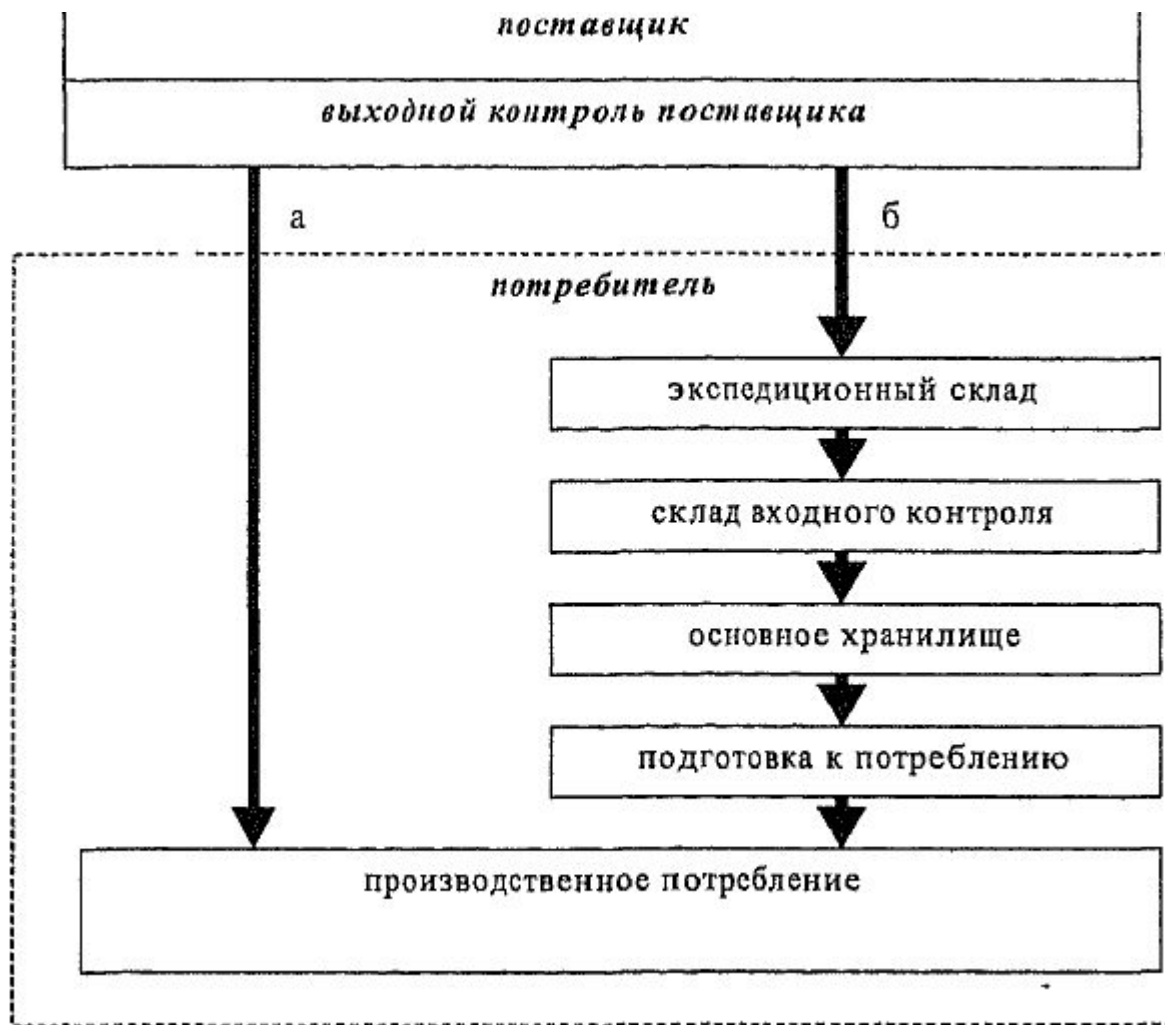 поставщик
выходной контроль поставщика
а
б
потребитель
экспедиционный склад
склад входного контроля
основное хранилище
подготовка к потреблению
производственное потребление